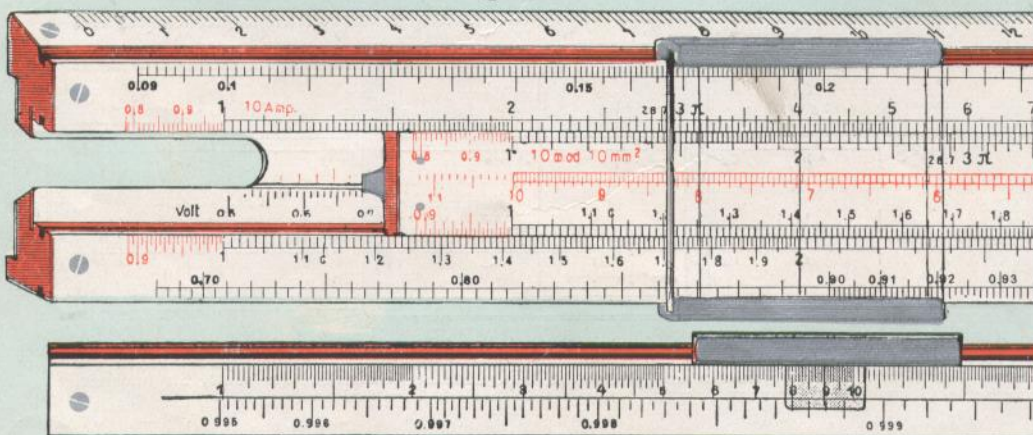 0 1 2 3 4 5 6 7 8 9 10 11 12
0.09 0.1 0.15 0.2
0.8 0.9 1 10 Amp. 2 287 3 π 4 5 6 7
0.8 0.9 1 10 ood 10 mm² 2 287 3 π
1.1 10 9 8 7 6
Volt 0.7
0.9 1 1.1 C 1.3 1.4 1.5 1.6 1.7 1.8
0.9 1 1.1 C 1.2 1.3 1.4 1.5 1.6 1.8 1.9 2
0.70 0.80 0.90 0.91 0.92 0.93
1 2 3 4 5 6 7 8 9 10
0.995 0.996 0.997 0.998 0.999